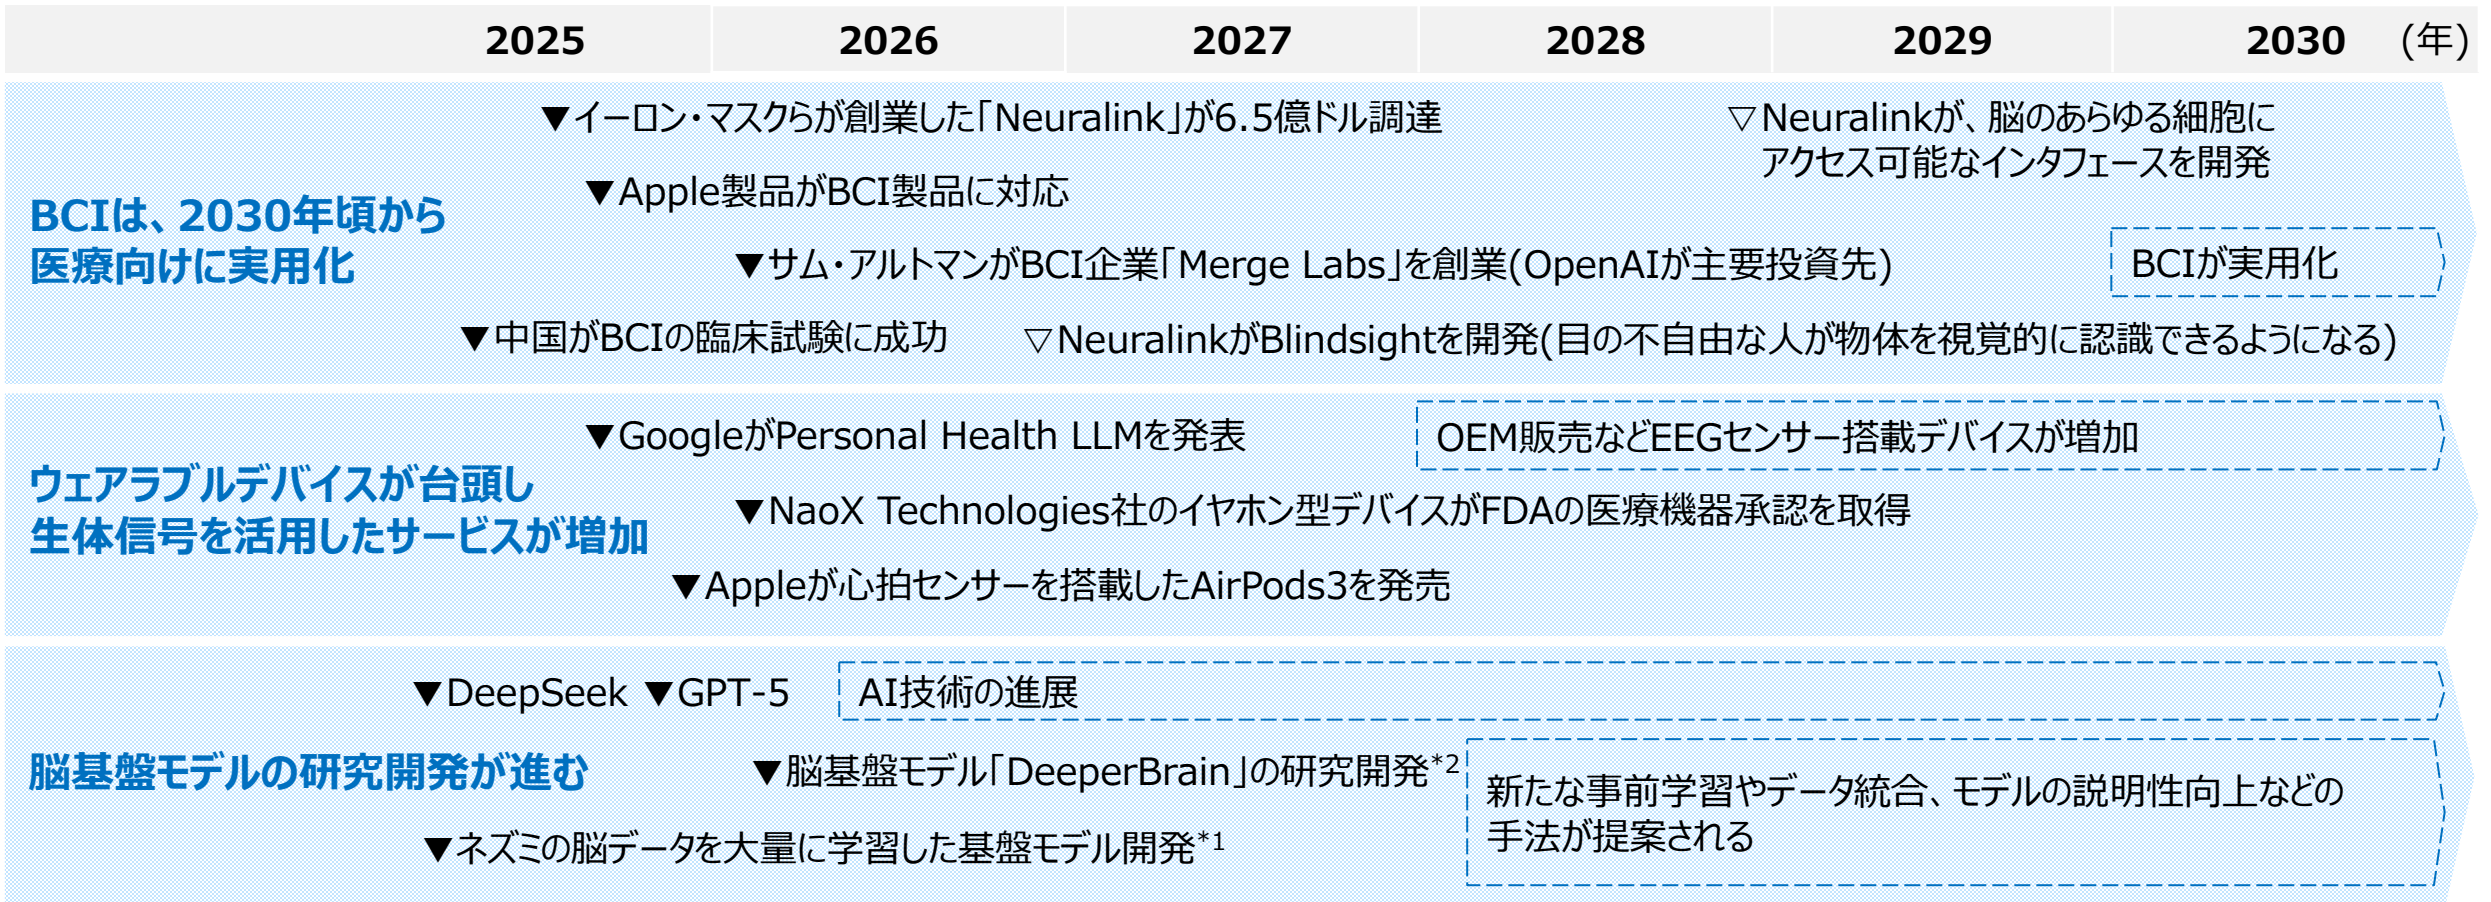 2025 2026 2027 2028 2029 2030 (年)
BCIは、2030年頃から
医療向けに実用化
▼イーロン・マスクらが創業した「Neuralink」が6.5億ドル調達
▽Neuralinkが、脳のあらゆる細胞に
アクセス可能なインタフェースを開発
▼Apple製品がBCI製品に対応
▼サム・アルトマンがBCI企業「Merge Labs」を創業(OpenAIが主要投資先)
BCIが実用化
▼中国がBCIの臨床試験に成功
▽NeuralinkがBlindsightを開発(目の不自由な人が物体を視覚的に認識できるようになる)
ウェアラブルデバイスが台頭し
生体信号を活用したサービスが増加
▼GoogleがPersonal Health LLMを発表
OEM販売などEEGセンサー搭載デバイスが増加
▼NaoX Technologies社のイヤホン型デバイスがFDAの医療機器承認を取得
▼Appleが心拍センサーを搭載したAirPods3を発売
脳基盤モデルの研究開発が進む
▼DeepSeek ▼GPT-5
AI技術の進展
▼脳基盤モデル「DeeperBrain」の研究開発*2
新たな事前学習やデータ統合、モデルの説明性向上などの
手法が提案される
▼ネズミの脳データを大量に学習した基盤モデル開発*1